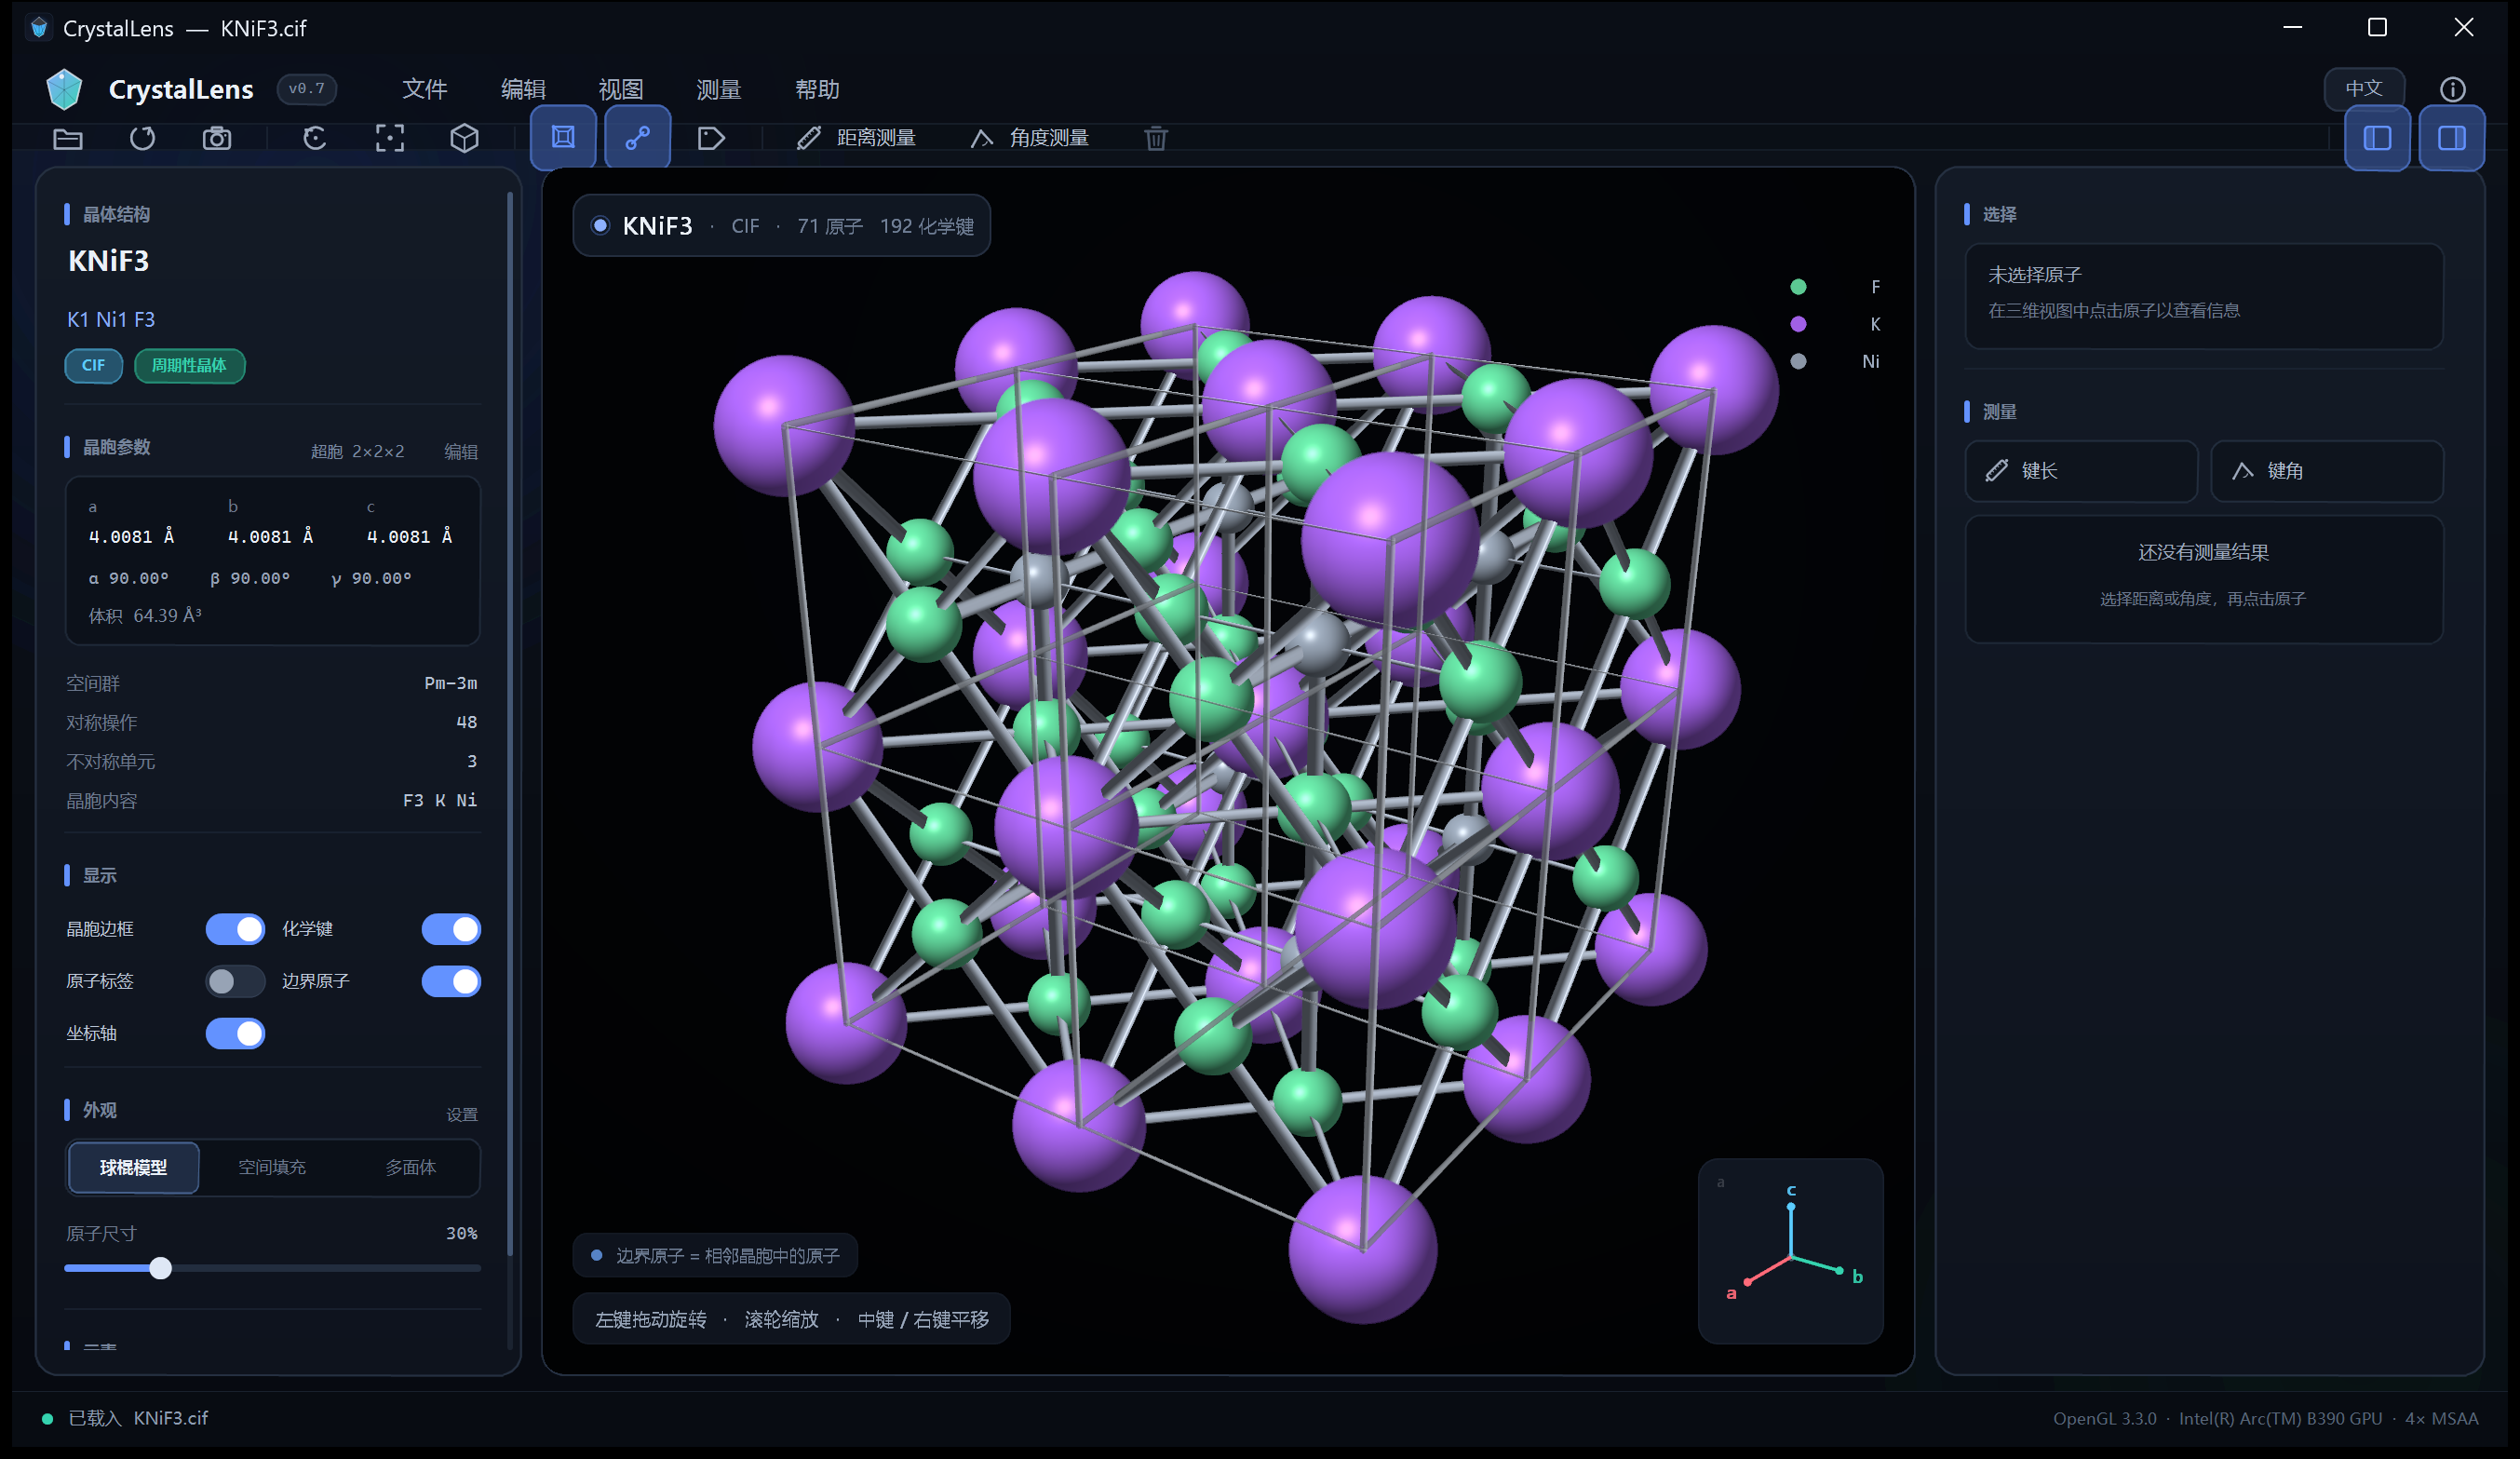 CrystalLens — KNiF3.cif
CrystalLens v0.7 文件 编辑 视图 测量 帮助 中文
距离测量 角度测量
晶体结构
KNiF3
K1 Ni1 F3
CIF 周期性晶体
晶胞参数 超胞 2×2×2 编辑
a b c
4.0081 Å 4.0081 Å 4.0081 Å
α 90.00° β 90.00° γ 90.00°
体积 64.39 Å³
空间群 Pm-3m
对称操作 48
不对称单元 3
晶胞内容 F3 K Ni
显示
晶胞边框 化学键
原子标签 边界原子
坐标轴
外观 设置
球棍模型 空间填充 多面体
原子尺寸 30%
KNiF3 · CIF · 71 原子 192 化学键
F
K
Ni
边界原子 = 相邻晶胞中的原子
左键拖动旋转 · 滚轮缩放 · 中键 / 右键平移
a
c
b
a
选择
未选择原子
在三维视图中点击原子以查看信息
测量
键长 键角
还没有测量结果
选择距离或角度，再点击原子
已载入 KNiF3.cif
OpenGL 3.3.0 · Intel(R) Arc(TM) B390 GPU · 4× MSAA